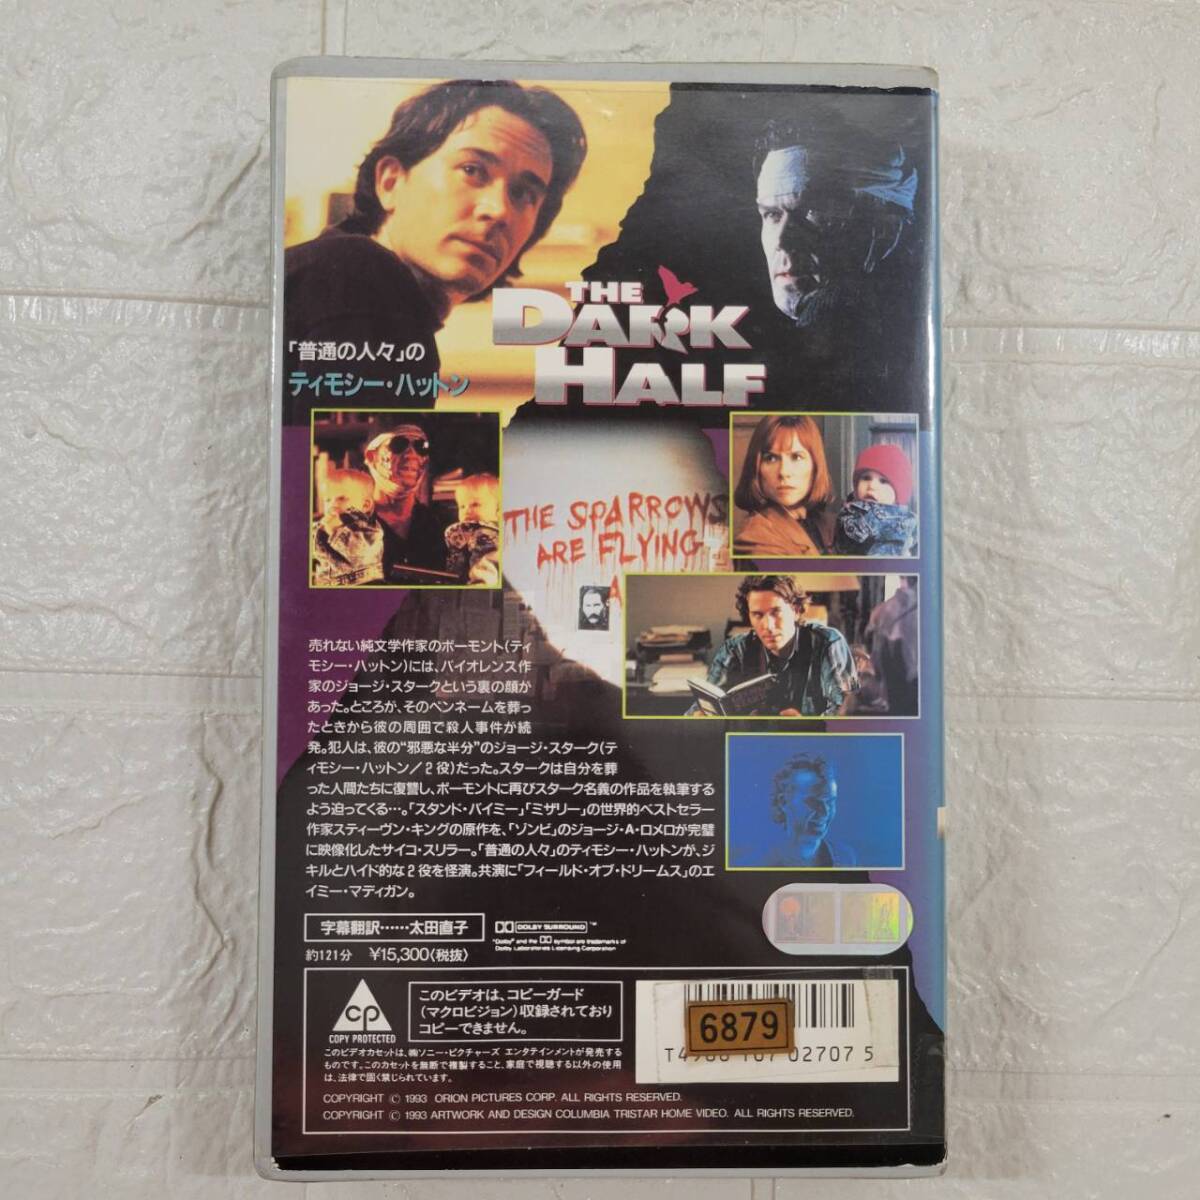 THE
DARK
HALF
「普通の人々」の
ティモシー・ハットン
THE SPARROWS
ARE FLYING
A
売れない純文学作家のボーモント(ティ
モシー・ハットン)には、バイオレンス作
家のジョージ・スタークという裏の顔が
あった。ところが、そのペンネームを葬っ
たときから彼の周囲で殺人事件が続
発。犯人は、彼の“邪悪な半分”のジョージ・スターク(テ
ィモシー・ハットン/2役)だった。スタークは自分を葬
った人間たちに復讐し、ボーモントに再びスターク名義の作品を執筆する
よう迫ってくる…。「スタンド・バイミー」「ミザリー」の世界的ベストセラー
作家スティーヴン・キングの原作を、「ゾンビ」のジョージ・A・ロメロが完璧
に映像化したサイコ・スリラー。「普通の人々」のティモシー・ハットンが、ジ
キルとハイド的な2役を怪演。共演に「フィールド・オブ・ドリームス」のエ
イミー・マディガン。
字幕翻訳……太田直子
DOLBY SURROUND ™
"Dolby" and the DD symbol are trademarks of
Dolby Laboratories Licensing Corporation
約121分 ¥15,300〈税抜〉
cp
COPY PROTECTED
このビデオは、コピーガード
(マクロビジョン)収録されており
コピーできません。
6879
02707 5
このビデオカセットは、㈱ソニー・ピクチャーズ エンタテインメントが発売する
ものです。このカセットを無断で複製すること、家庭で視聴する以外の使用
は、法律で固く禁じられています。
COPYRIGHT © 1993 ORION PICTURES CORP. ALL RIGHTS RESERVED.
COPYRIGHT © 1993 ARTWORK AND DESIGN COLUMBIA TRISTAR HOME VIDEO. ALL RIGHTS RESERVED.